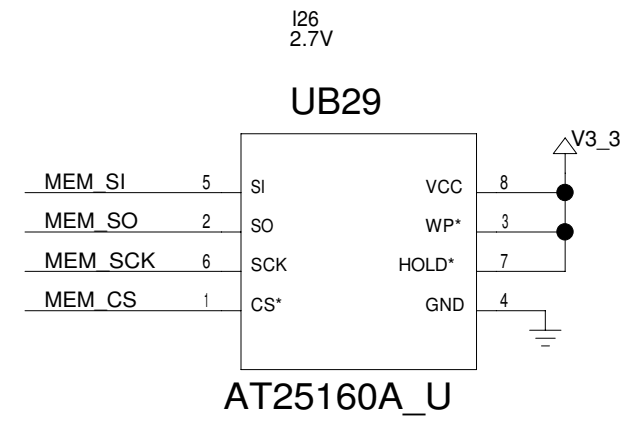 I26
2.7V
UB29
V3_3
MEM_SI 5 SI VCC 8
MEM_SO 2 SO WP* 3
MEM_SCK 6 SCK HOLD* 7
MEM_CS 1 CS* GND 4
AT25160A_U